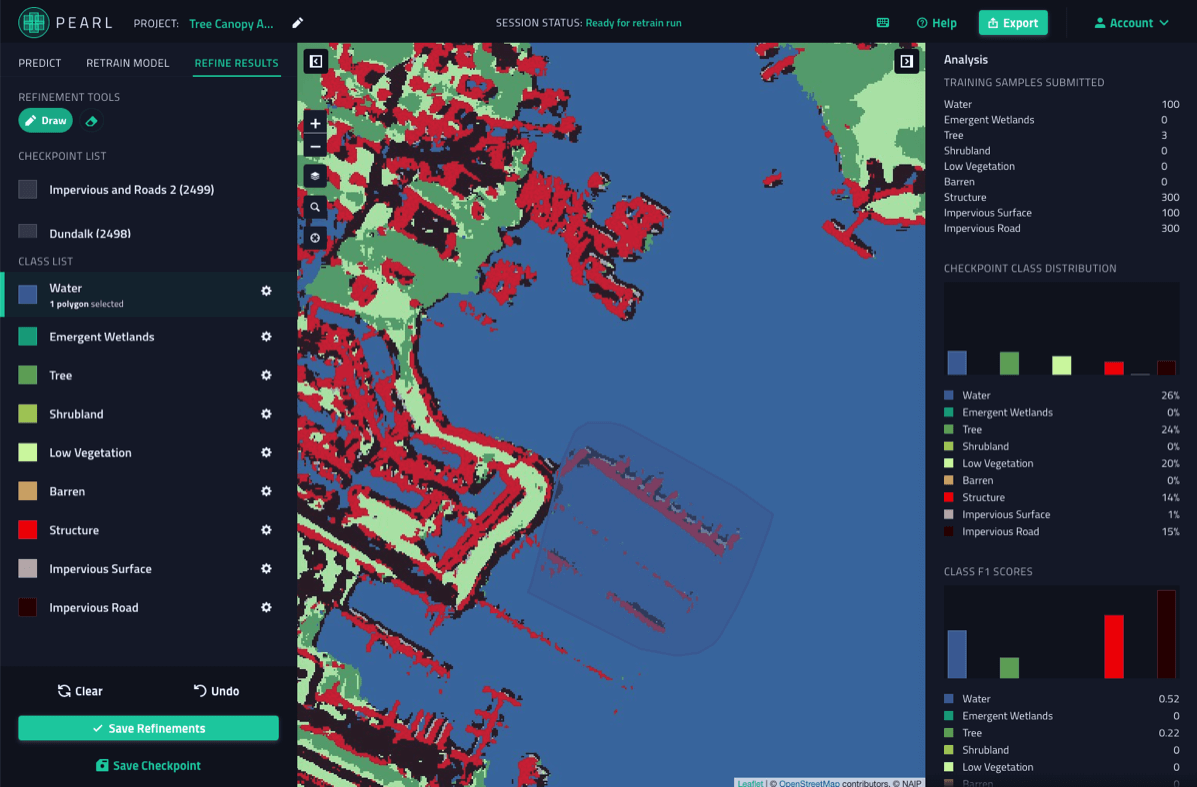 PEARL
PROJECT: Tree Canopy A...
SESSION STATUS: Ready for retrain run
Help
Export
Account
PREDICT
RETRAIN MODEL
REFINE RESULTS
REFINEMENT TOOLS
Draw
CHECKPOINT LIST
Impervious and Roads 2 (2499)
Dundalk (2498)
CLASS LIST
Water
1 polygon selected
Emergent Wetlands
Tree
Shrubland
Low Vegetation
Barren
Structure
Impervious Surface
Impervious Road
Clear
Undo
Save Refinements
Save Checkpoint
+
−
Leaflet | © OpenStreetMap contributors, © NAIP
Analysis
TRAINING SAMPLES SUBMITTED
Water 100
Emergent Wetlands 0
Tree 3
Shrubland 0
Low Vegetation 0
Barren 0
Structure 300
Impervious Surface 100
Impervious Road 300
CHECKPOINT CLASS DISTRIBUTION
Water 26%
Emergent Wetlands 0%
Tree 24%
Shrubland 0%
Low Vegetation 20%
Barren 0%
Structure 14%
Impervious Surface 1%
Impervious Road 15%
CLASS F1 SCORES
Water 0.52
Emergent Wetlands 0
Tree 0.22
Shrubland 0
Low Vegetation 0
Barren 0